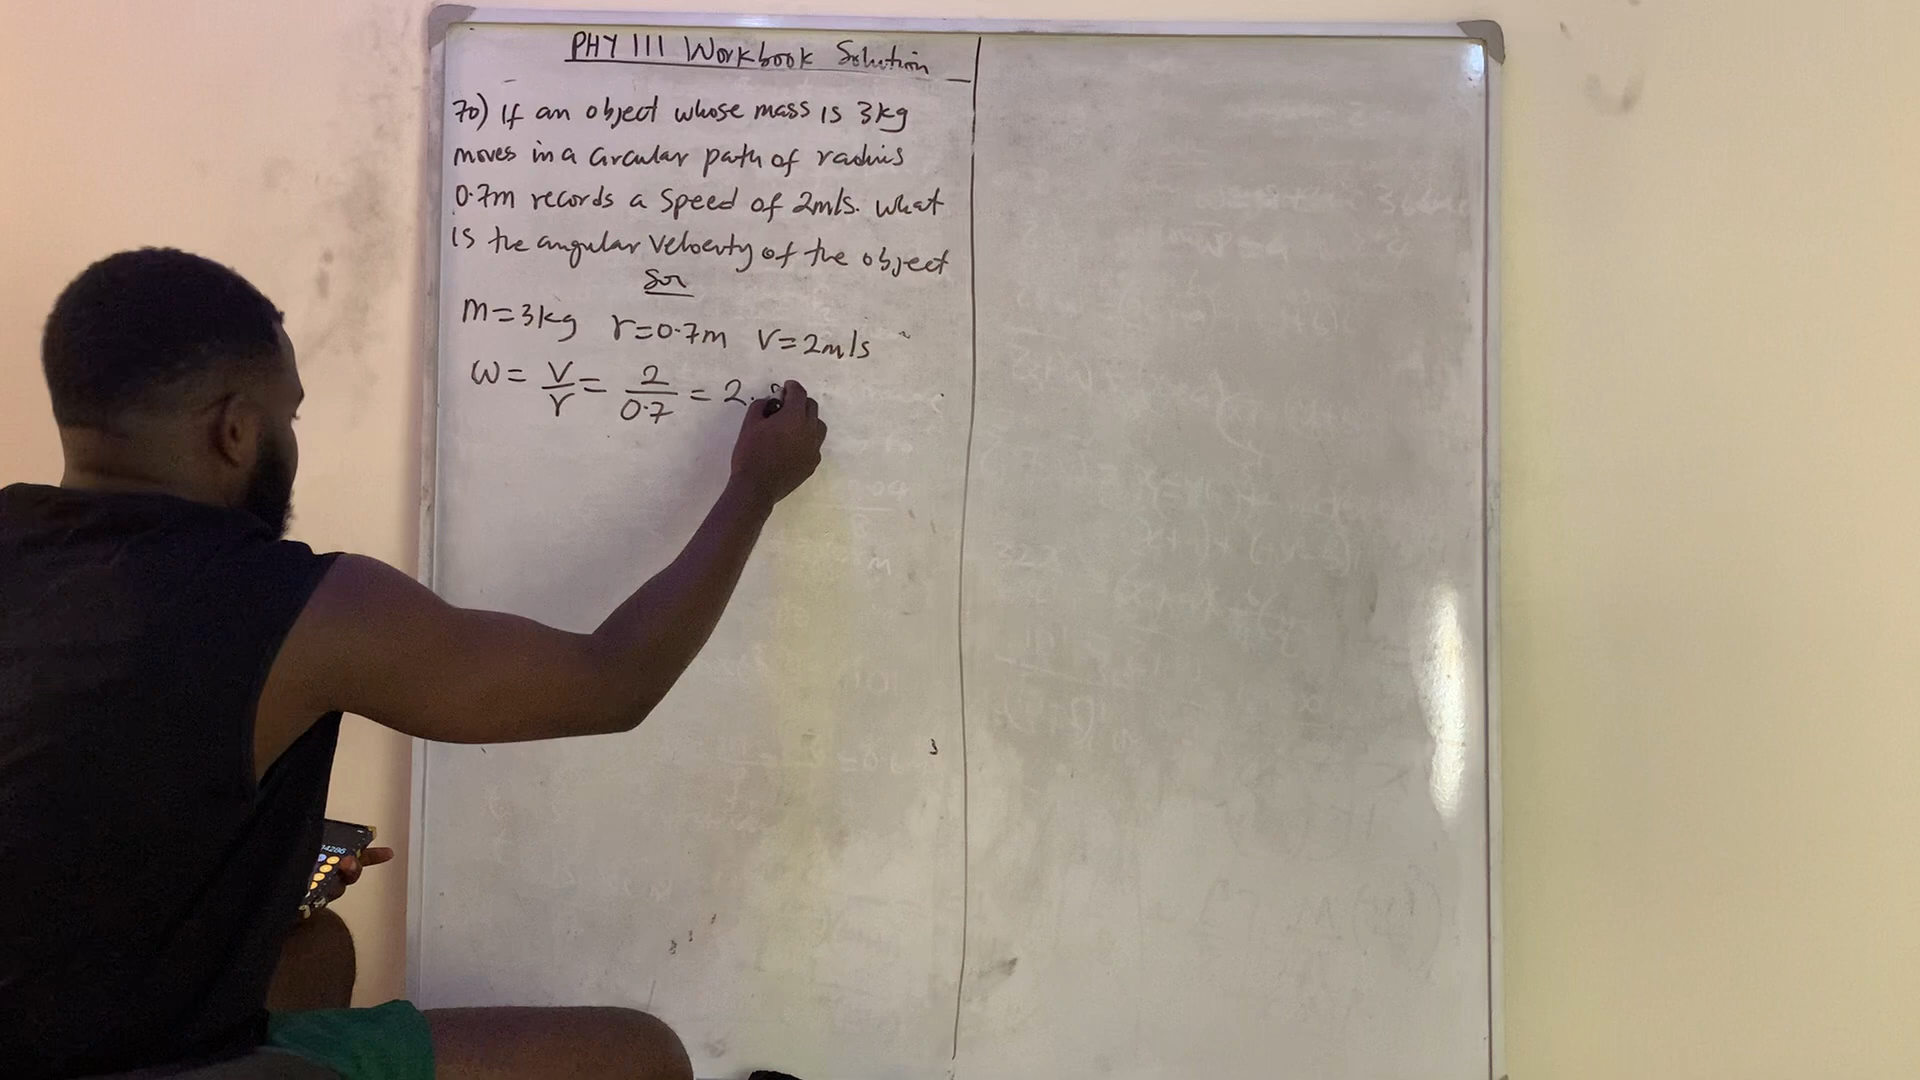 PHY 111 Workbook Solution
70) If an object whose mass is 3kg
moves in a circular path of radius
0.7m records a speed of 2m/s. what
is the angular velocity of the object
Sol
m=3kg r=0.7m v=2m/s
ω= v/r = 2/0.7 = 2.